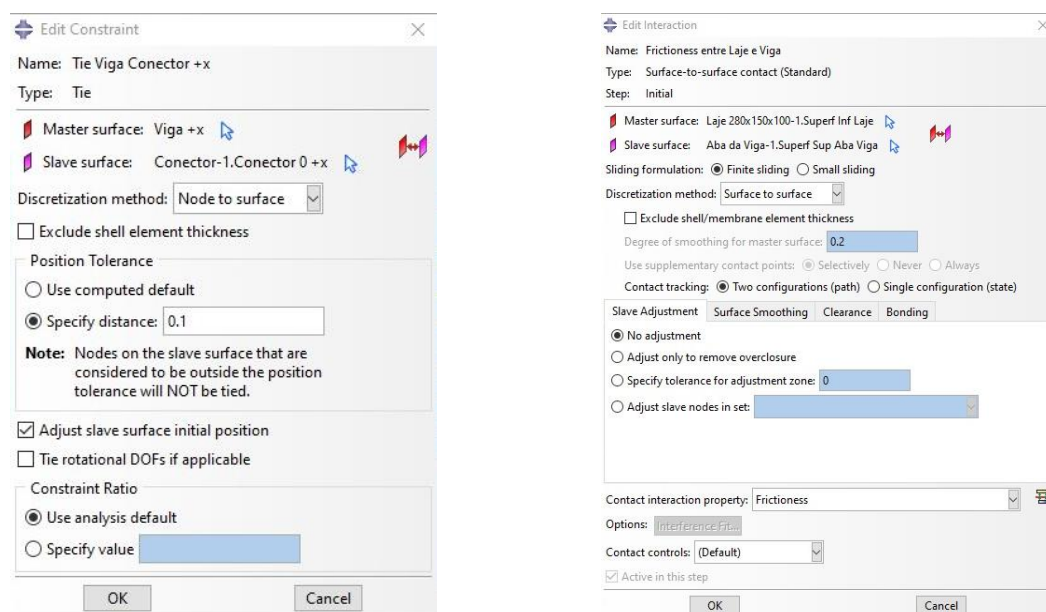 Edit Constraint
Name: Tie Viga Conector +x
Type: Tie
Master surface: Viga +x
Slave surface: Conector-1.Conector 0 +x
Discretization method: Node to surface
Exclude shell element thickness
Position Tolerance
Use computed default
Specify distance: 0.1
Note: Nodes on the slave surface that are
considered to be outside the position
tolerance will NOT be tied.
Adjust slave surface initial position
Tie rotational DOFs if applicable
Constraint Ratio
Use analysis default
Specify value
OK Cancel
Edit Interaction
Name: Frictioness entre Laje e Viga
Type: Surface-to-surface contact (Standard)
Step: Initial
Master surface: Laje 280x150x100-1.Superf Inf Laje
Slave surface: Aba da Viga-1.Superf Sup Aba Viga
Sliding formulation: Finite sliding Small sliding
Discretization method: Surface to surface
Exclude shell/membrane element thickness
Degree of smoothing for master surface: 0.2
Use supplementary contact points: Selectively Never Always
Contact tracking: Two configurations (path) Single configuration (state)
Slave Adjustment Surface Smoothing Clearance Bonding
No adjustment
Adjust only to remove overclosure
Specify tolerance for adjustment zone: 0
Adjust slave nodes in set:
Contact interaction property: Frictioness
Options: Interference Fit...
Contact controls: (Default)
Active in this step
OK Cancel